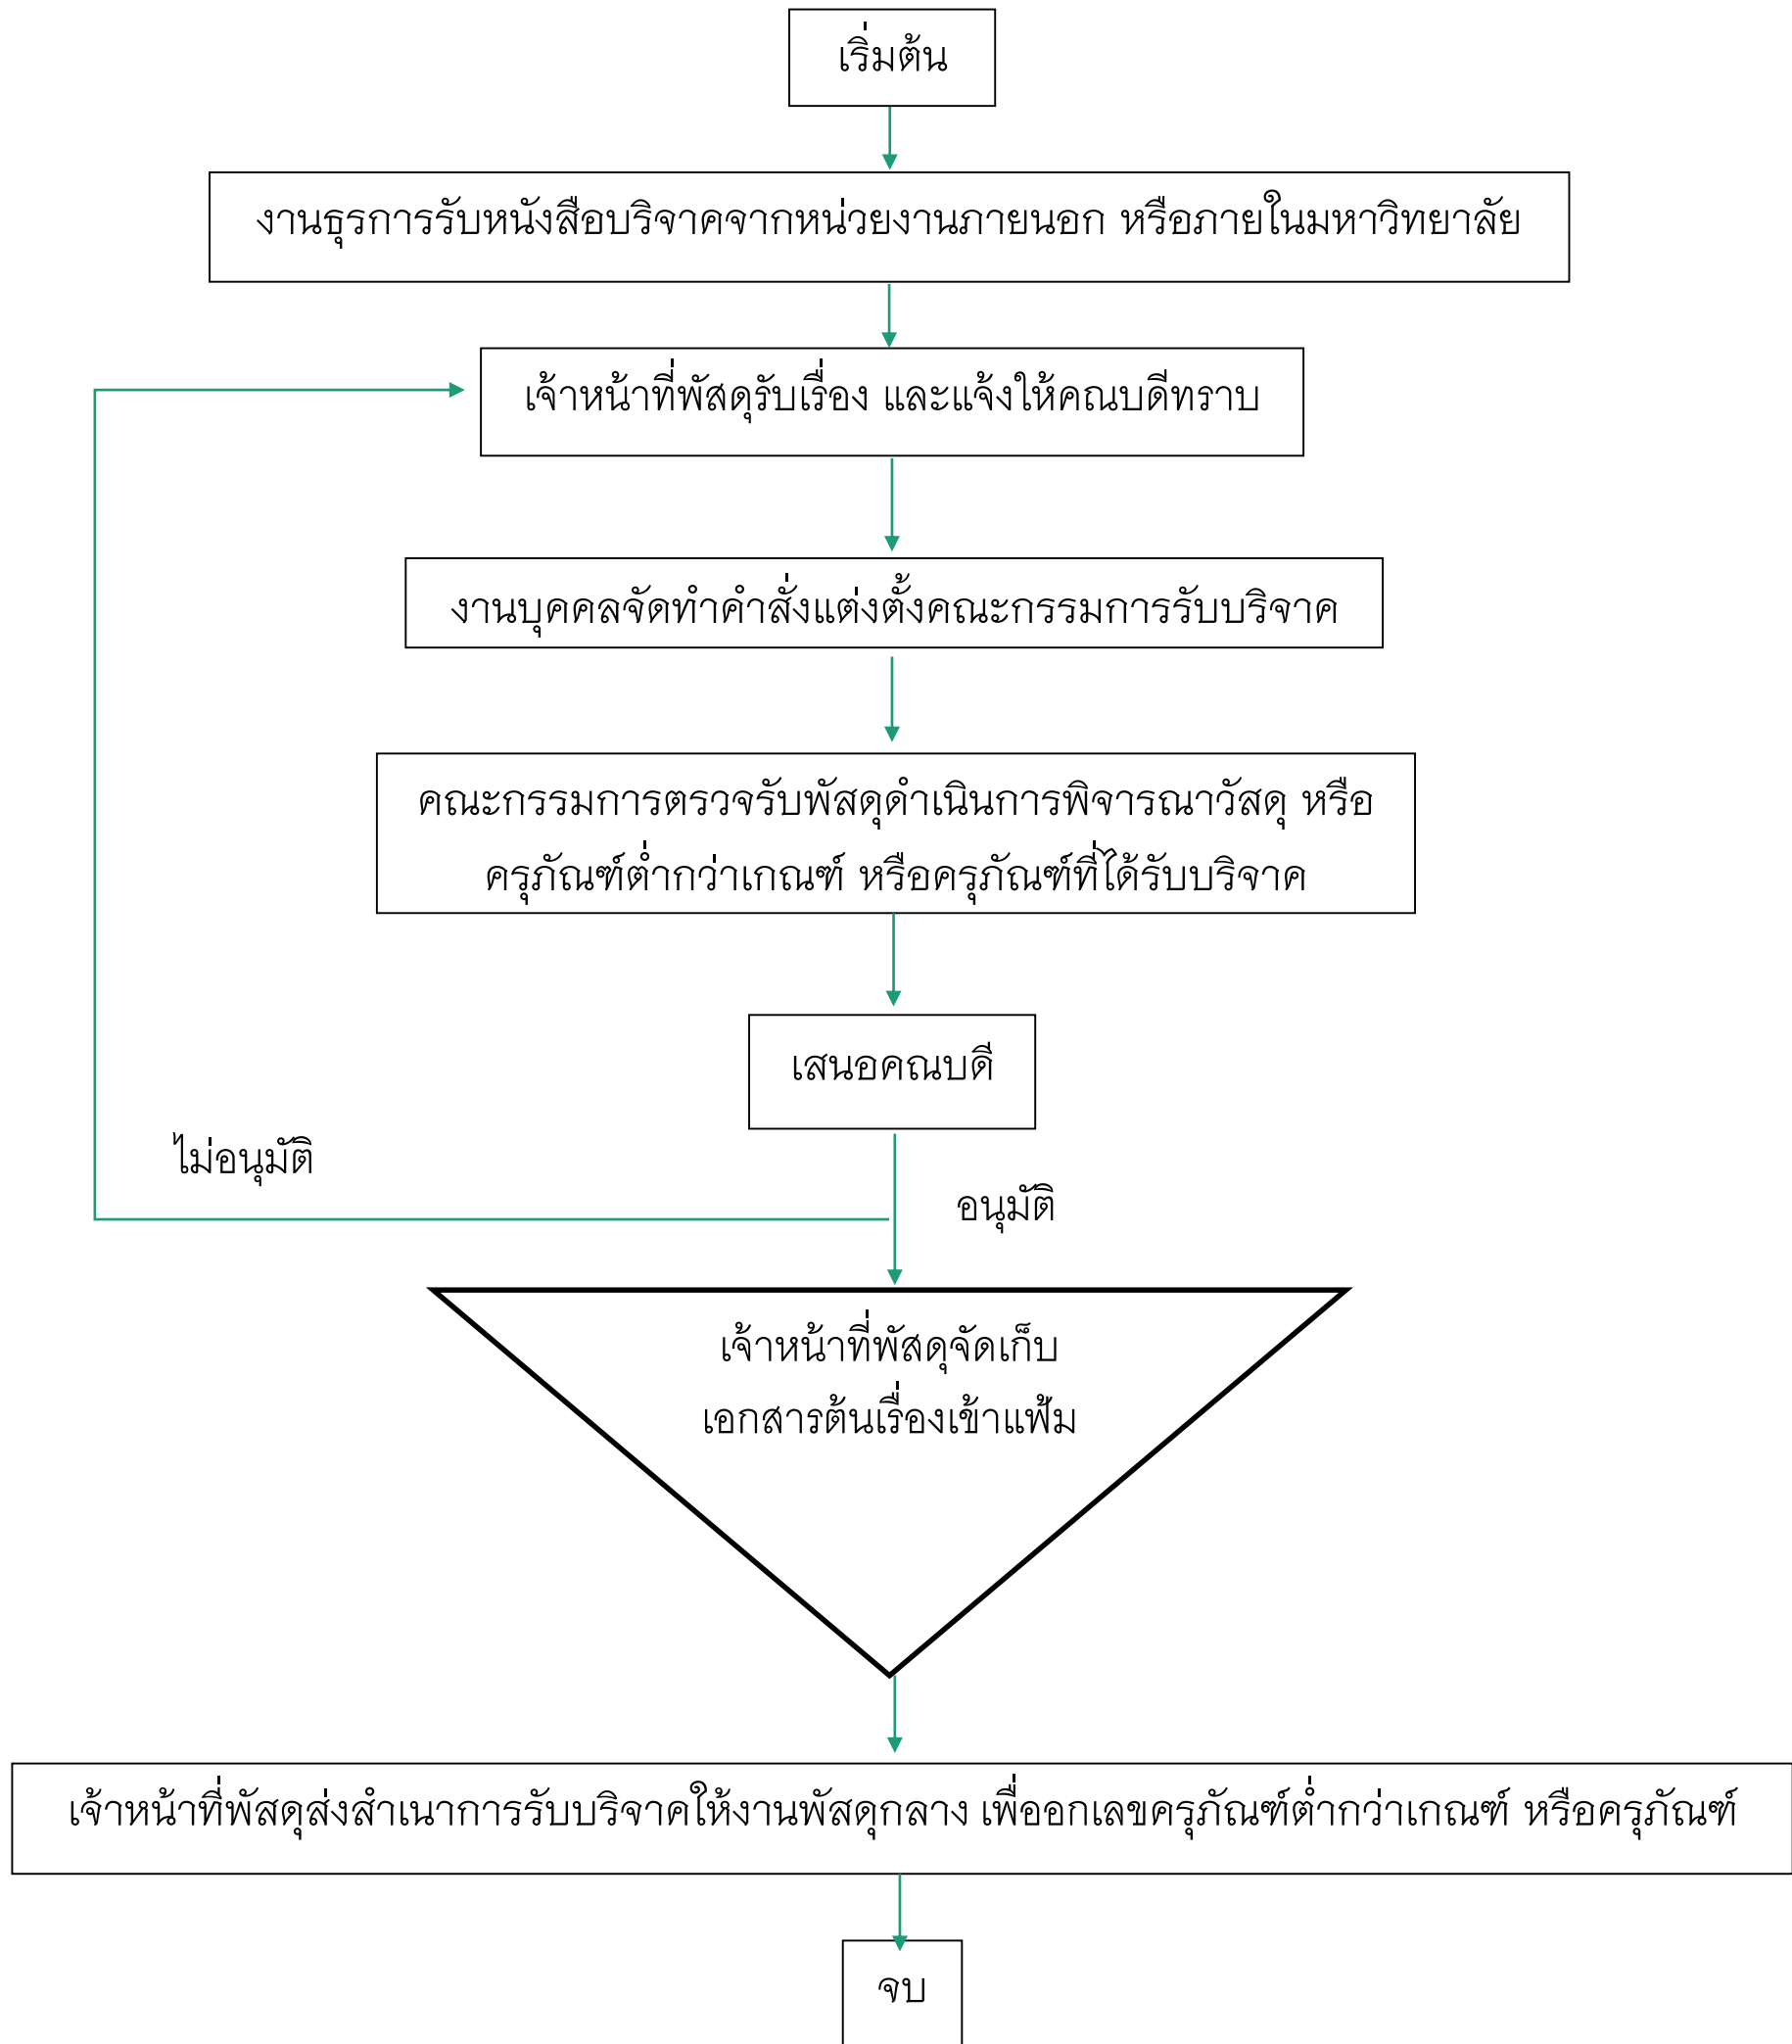 เริ่มต้น
งานธุรการรับหนังสือบริจาคจากหน่วยงานภายนอก หรือภายในมหาวิทยาลัย
เจ้าหน้าที่พัสดุรับเรื่อง และแจ้งให้คณบดีทราบ
งานบุคคลจัดทำคำสั่งแต่งตั้งคณะกรรมการรับบริจาค
คณะกรรมการตรวจรับพัสดุดำเนินการพิจารณาวัสดุ หรือ
ครุภัณฑ์ต่ำกว่าเกณฑ์ หรือครุภัณฑ์ที่ได้รับบริจาค
เสนอคณบดี
ไม่อนุมัติ
อนุมัติ
เจ้าหน้าที่พัสดุจัดเก็บ
เอกสารต้นเรื่องเข้าแฟ้ม
เจ้าหน้าที่พัสดุส่งสำเนาการรับบริจาคให้งานพัสดุกลาง เพื่อออกเลขครุภัณฑ์ต่ำกว่าเกณฑ์ หรือครุภัณฑ์
จบ